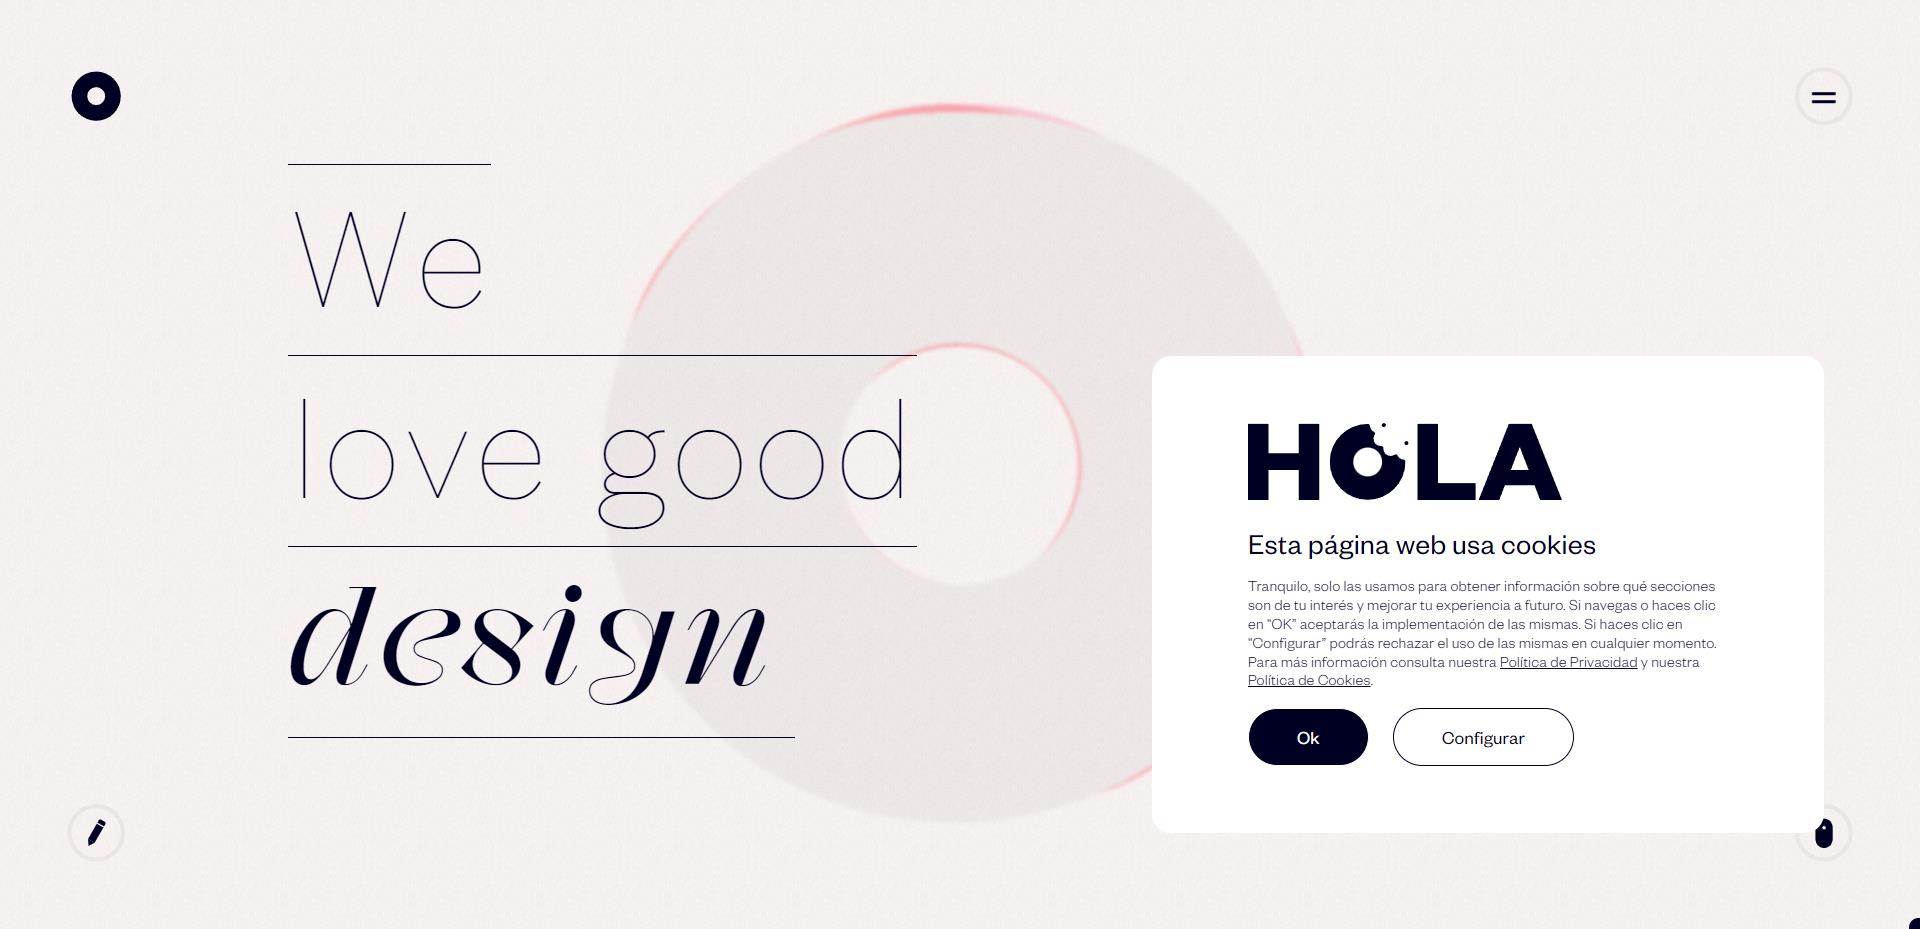 We
love good
design
HOLA
Esta página web usa cookies
Tranquilo, solo las usamos para obtener información sobre qué secciones
son de tu interés y mejorar tu experiencia a futuro. Si navegas o haces clic
en “OK” aceptarás la implementación de las mismas. Si haces clic en
“Configurar” podrás rechazar el uso de las mismas en cualquier momento.
Para más información consulta nuestra Política de Privacidad y nuestra
Política de Cookies.
Ok
Configurar